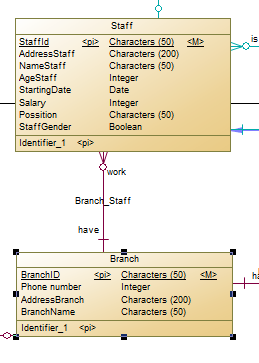 Staff
StaffId <pi> Characters (50) <M>
AddressStaff Characters (200)
NameStaff Characters (50)
AgeStaff Integer
StartingDate Date
Salary Integer
Possition Characters (50)
StaffGender Boolean
Identifier_1 <pi>
is
work
Branch_Staff
have
Branch
BranchID <pi> Characters (50) <M>
Phone number Integer
AddressBranch Characters (200)
BranchName Characters (50)
Identifier_1 <pi>
ha